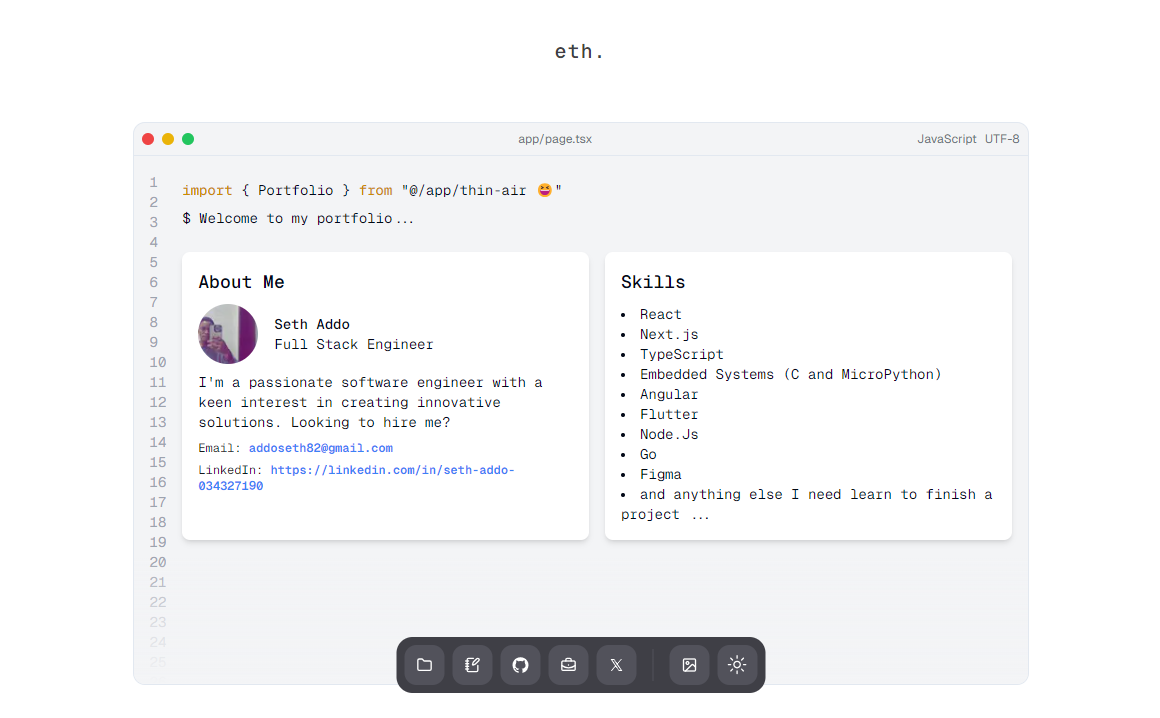 eth.
app/page.tsx
JavaScript UTF-8
1
2
3
4
5
6
7
8
9
10
11
12
13
14
15
16
17
18
19
20
21
22
23
24
25
import { Portfolio } from "@/app/thin-air 😆"
$ Welcome to my portfolio...
About Me
Seth Addo
Full Stack Engineer
I'm a passionate software engineer with a
keen interest in creating innovative
solutions. Looking to hire me?
Email: addoseth82@gmail.com
LinkedIn: https://linkedin.com/in/seth-addo-
034327190
Skills
• React
• Next.js
• TypeScript
• Embedded Systems (C and MicroPython)
• Angular
• Flutter
• Node.Js
• Go
• Figma
• and anything else I need learn to finish a
project ...